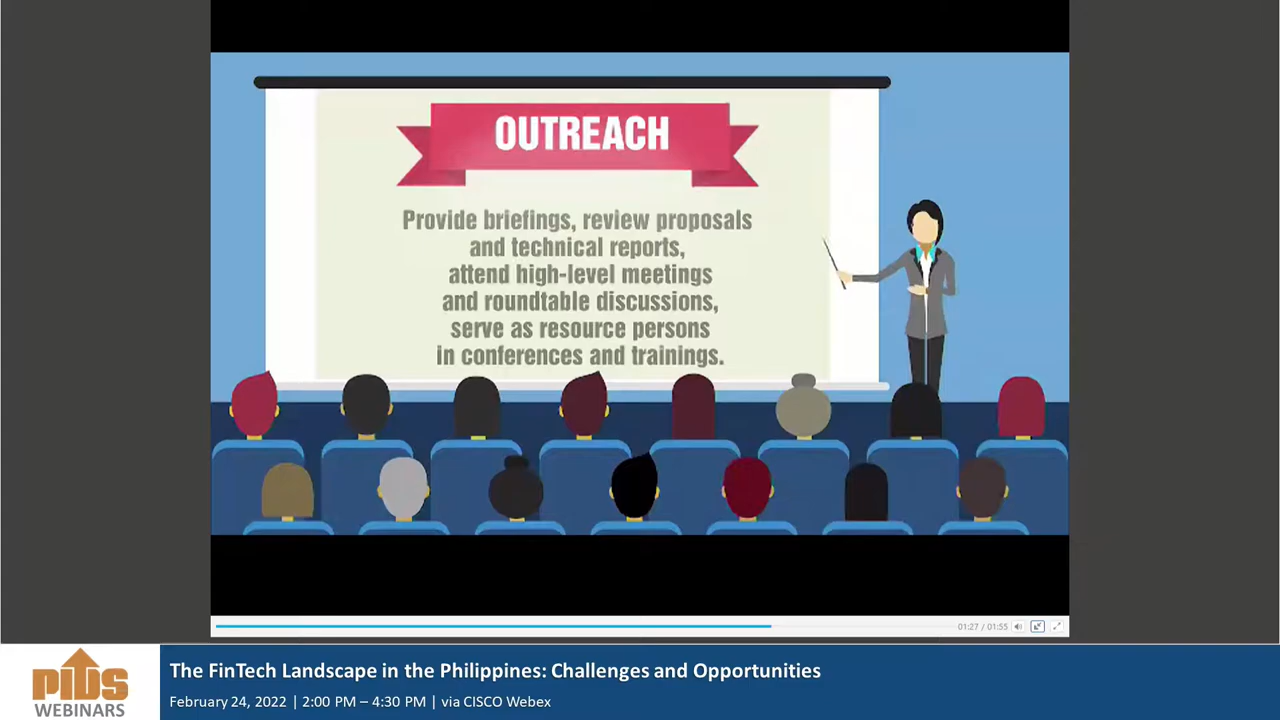 OUTREACH
Provide briefings, review proposals
and technical reports,
attend high-level meetings
and roundtable discussions,
serve as resource persons
in conferences and trainings.
01:27 / 01:55
PIDS
WEBINARS
The FinTech Landscape in the Philippines: Challenges and Opportunities
February 24, 2022 | 2:00 PM – 4:30 PM | via CISCO Webex